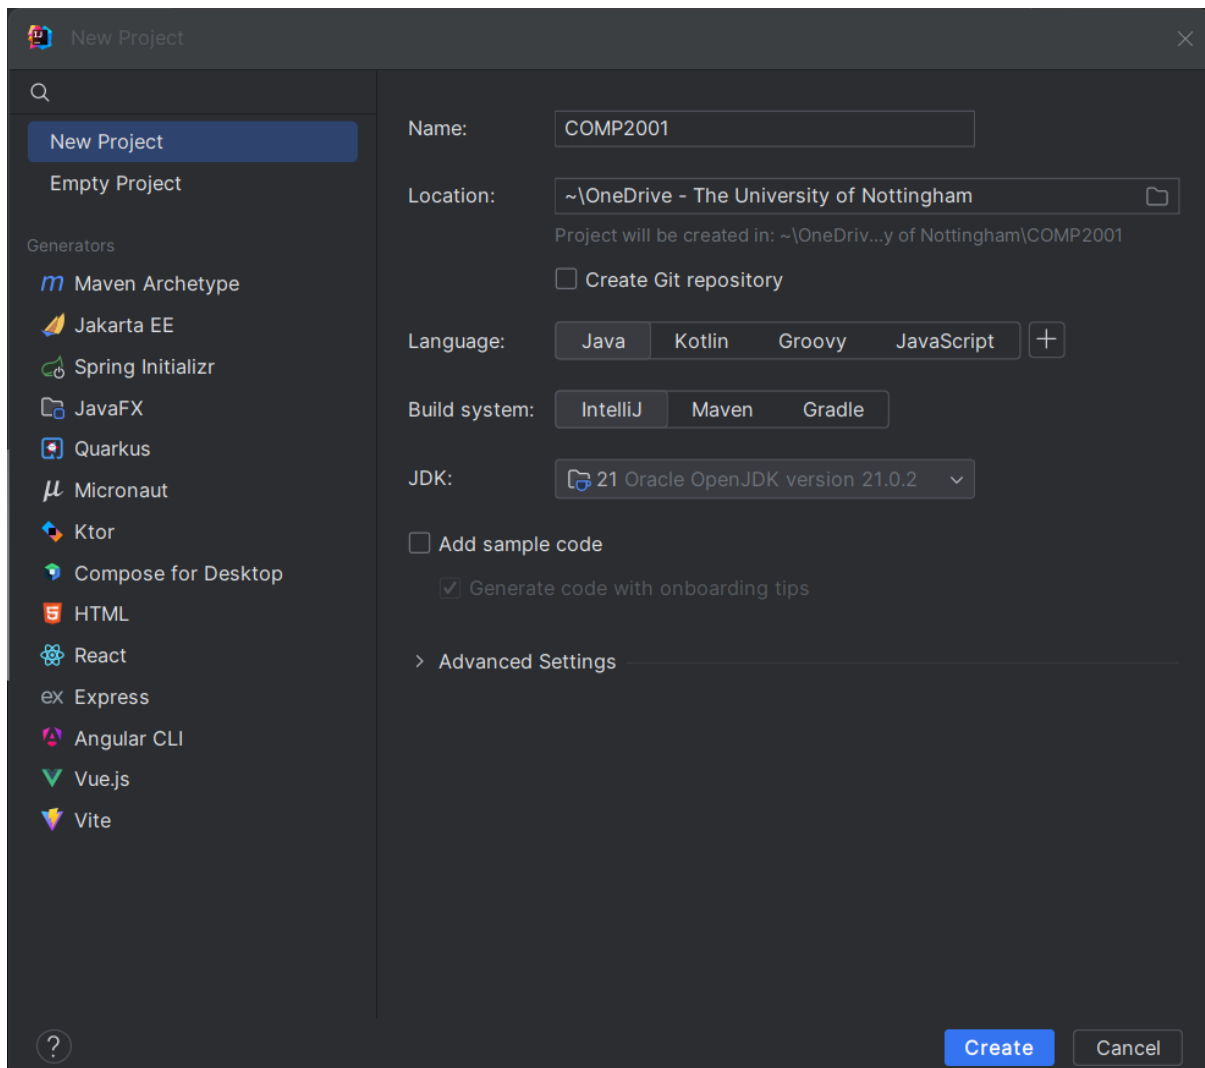 New Project
New Project
Empty Project
Generators
Maven Archetype
Jakarta EE
Spring Initializr
JavaFX
Quarkus
Micronaut
Ktor
Compose for Desktop
HTML
React
ex Express
Angular CLI
Vue.js
Vite
Name: COMP2001
Location: ~\OneDrive - The University of Nottingham
Project will be created in: ~\OneDriv...y of Nottingham\COMP2001
Create Git repository
Language: Java Kotlin Groovy JavaScript
Build system: IntelliJ Maven Gradle
JDK: 21 Oracle OpenJDK version 21.0.2
Add sample code
Generate code with onboarding tips
Advanced Settings
? Create Cancel